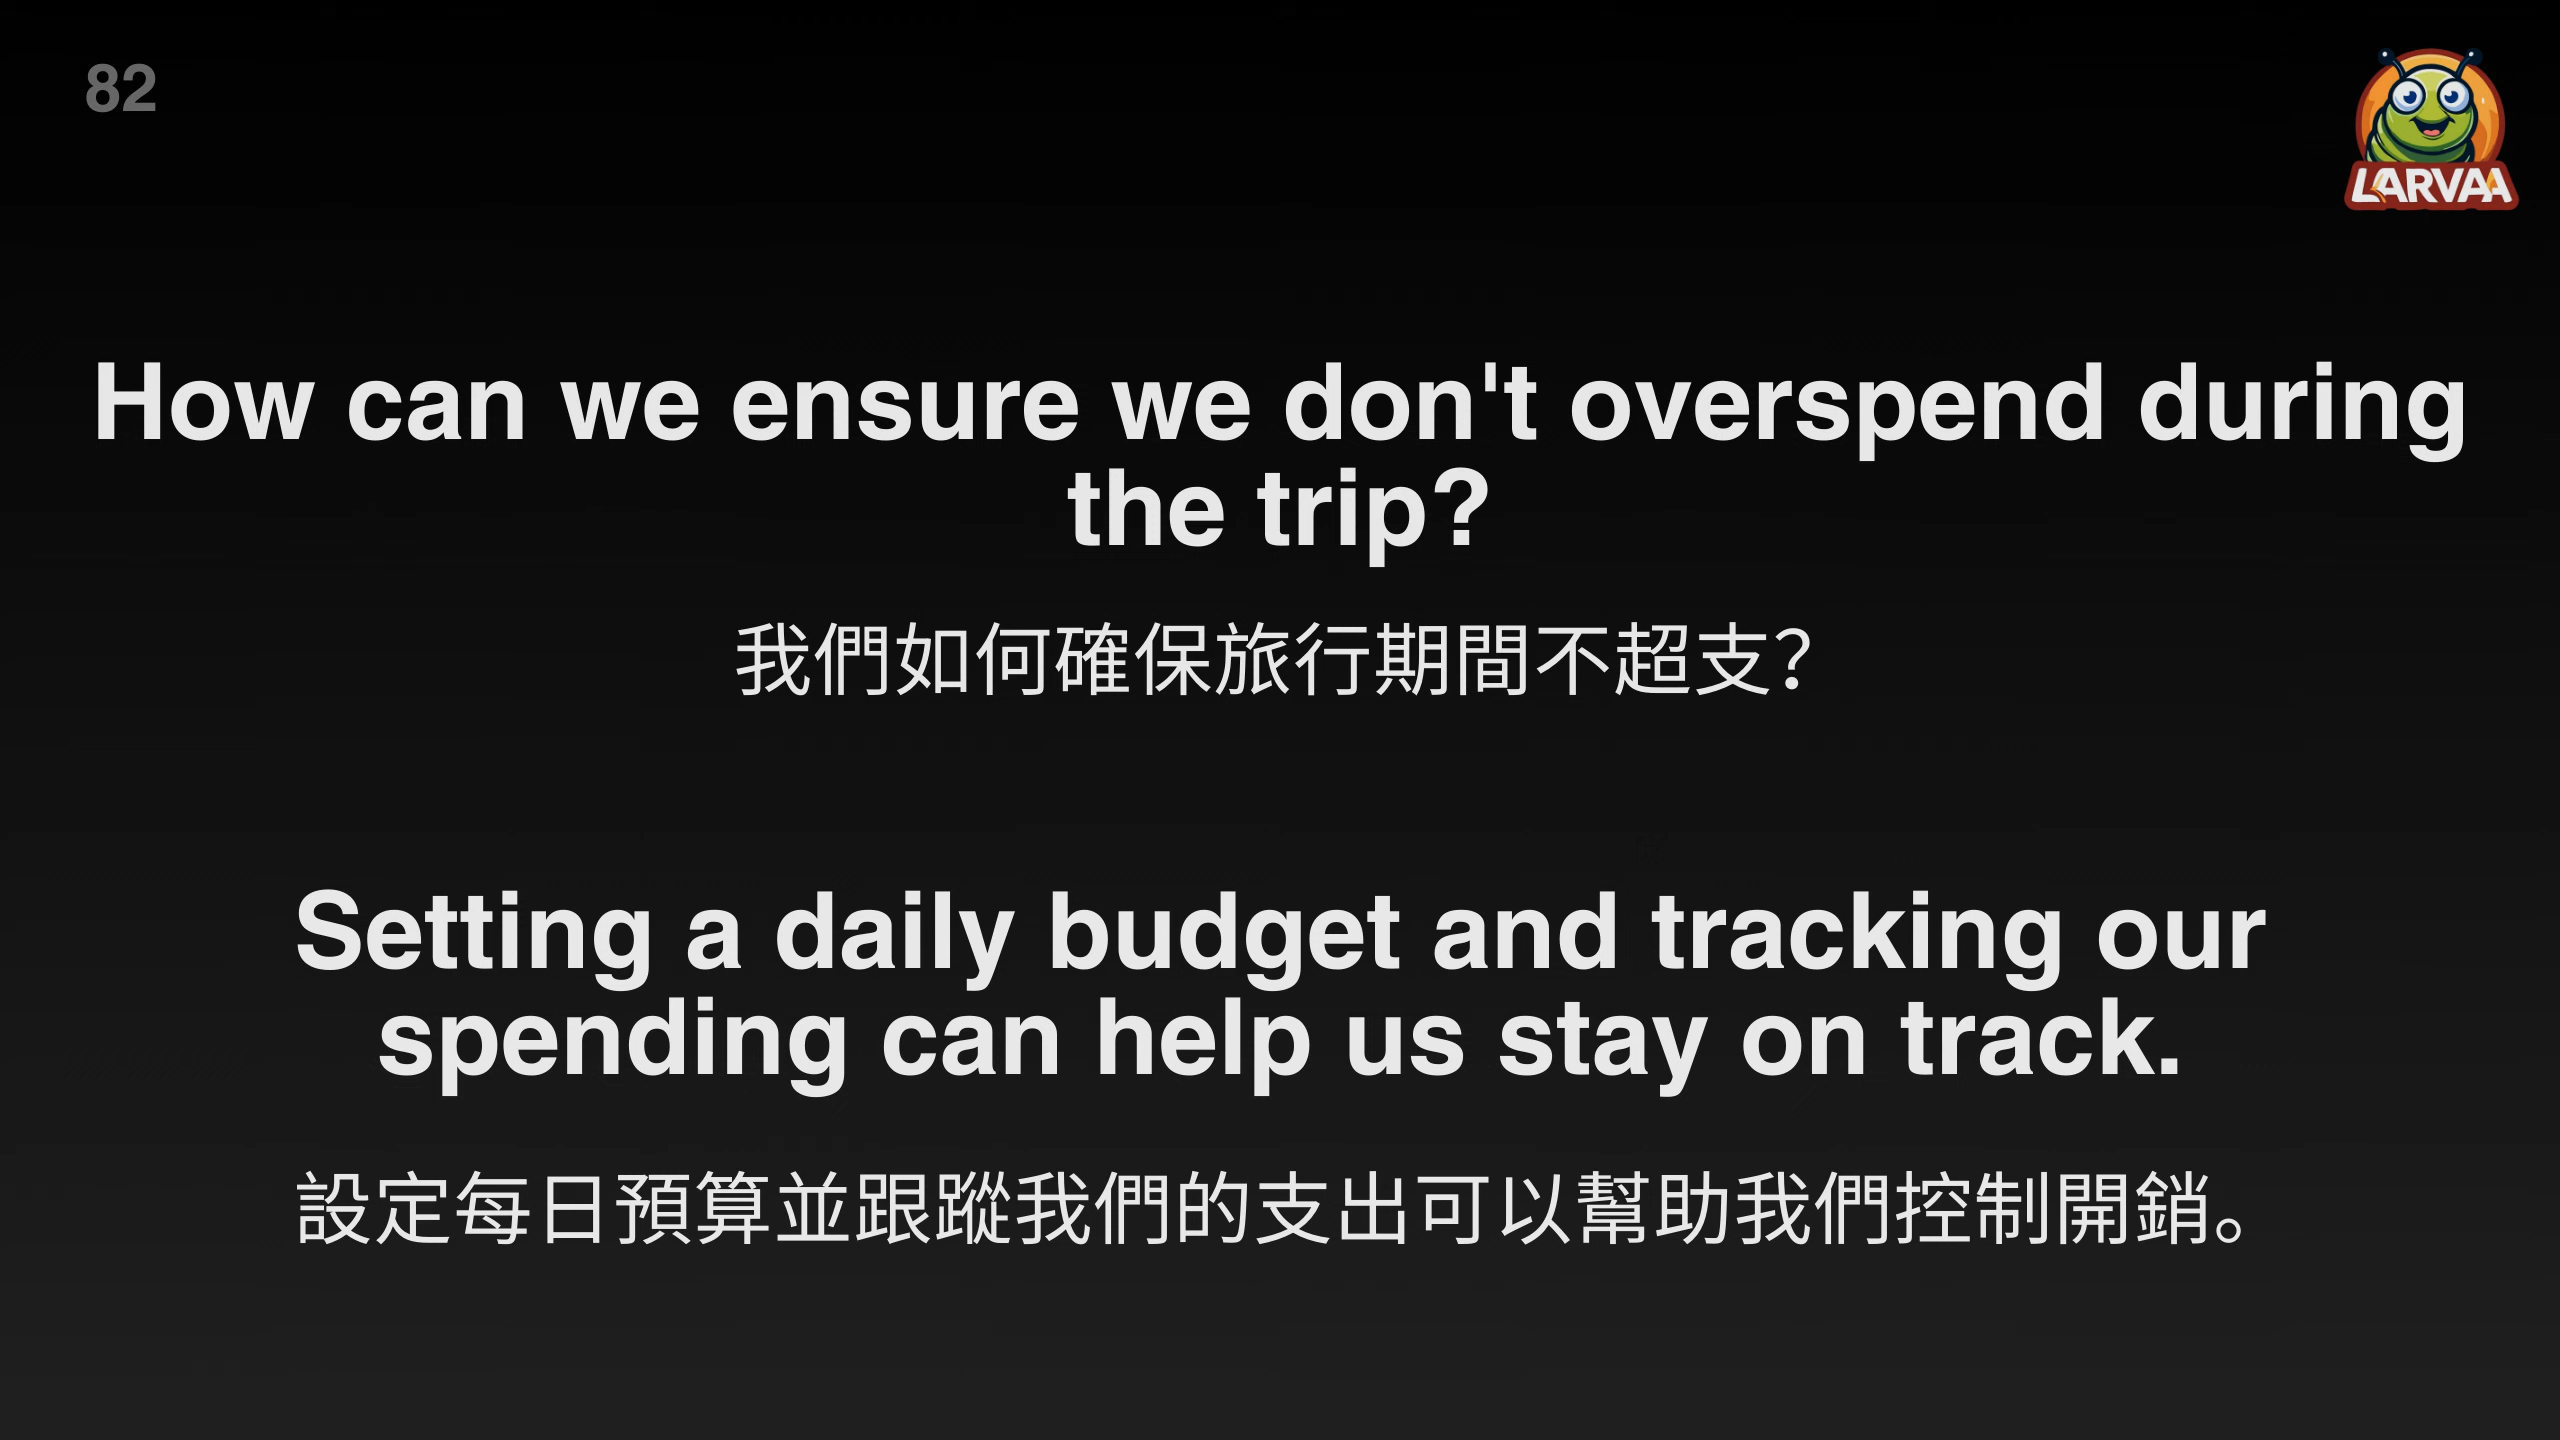 82
LARVAA
How can we ensure we don't overspend during
the trip?
我們如何確保旅行期間不超支?
Setting a daily budget and tracking our
spending can help us stay on track.
設定每日預算並跟蹤我們的支出可以幫助我們控制開銷。